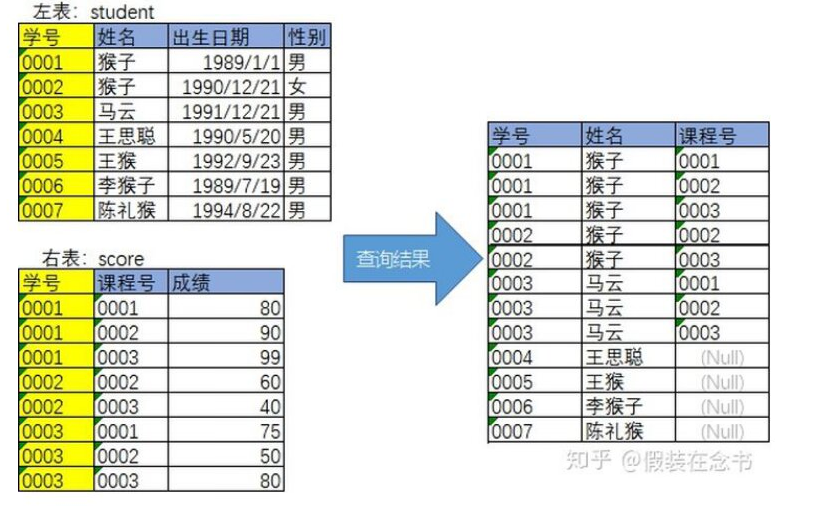 左表：student
学号 姓名 出生日期 性别
0001 猴子 1989/1/1 男
0002 猴子 1990/12/21 女
0003 马云 1991/12/21 男
0004 王思聪 1990/5/20 男
0005 王猴 1992/9/23 男
0006 李猴子 1989/7/19 男
0007 陈礼猴 1994/8/22 男
右表：score
学号 课程号 成绩
0001 0001 80
0001 0002 90
0001 0003 99
0002 0002 60
0002 0003 40
0003 0001 75
0003 0002 50
0003 0003 80
查询结果
学号 姓名 课程号
0001 猴子 0001
0001 猴子 0002
0001 猴子 0003
0002 猴子 0002
0002 猴子 0003
0003 马云 0001
0003 马云 0002
0003 马云 0003
0004 王思聪 (Null)
0005 王猴 (Null)
0006 李猴子 (Null)
0007 陈礼猴 (Null)
知乎 @假装在念书